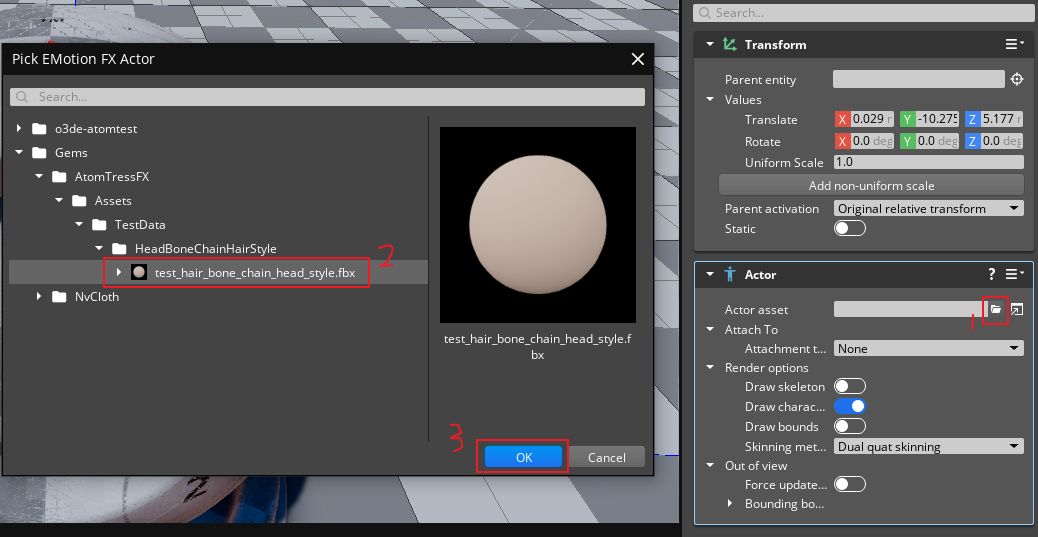 Pick EMotion FX Actor
Search...
o3de-atomtest
Gems
AtomTressFX
Assets
TestData
HeadBoneChainHairStyle
test_hair_bone_chain_head_style.fbx
NvCloth
2
test_hair_bone_chain_head_style.f
bx
3
OK
Cancel
Search...
Transform
Parent entity
Values
Translate X 0.029 r Y -10.275 Z 5.177 r
Rotate X 0.0 deg Y 0.0 deg Z 0.0 deg
Uniform Scale 1.0
Add non-uniform scale
Parent activation Original relative transform
Static
Actor ?
Actor asset
1
Attach To
Attachment t... None
Render options
Draw skeleton
Draw charac...
Draw bounds
Skinning met... Dual quat skinning
Out of view
Force update...
Bounding bo...